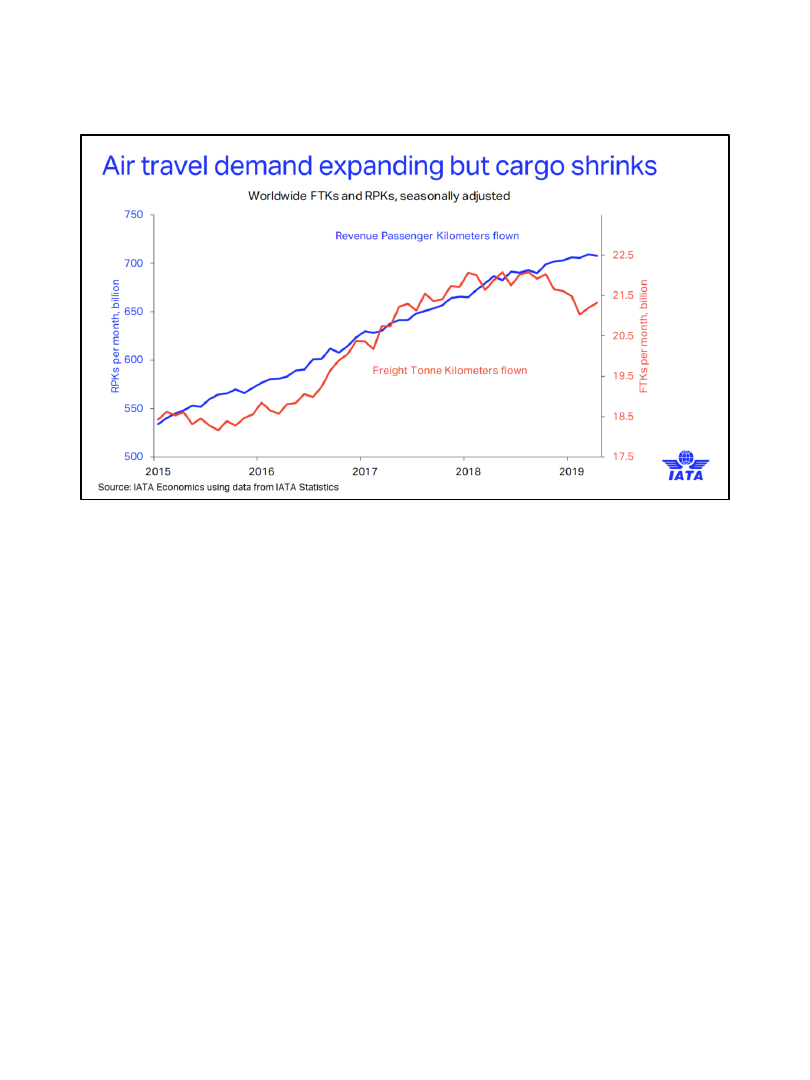 Air travel demand expanding but cargo shrinks
Worldwide FTKs and RPKs, seasonally adjusted
750
700
650
600
550
500
RPKs per month, billion
Revenue Passenger Kilometers flown
Freight Tonne Kilometers flown
22.5
21.5
20.5
19.5
18.5
17.5
FTKs per month, billion
2015 2016 2017 2018 2019
Source: IATA Economics using data from IATA Statistics
IATA